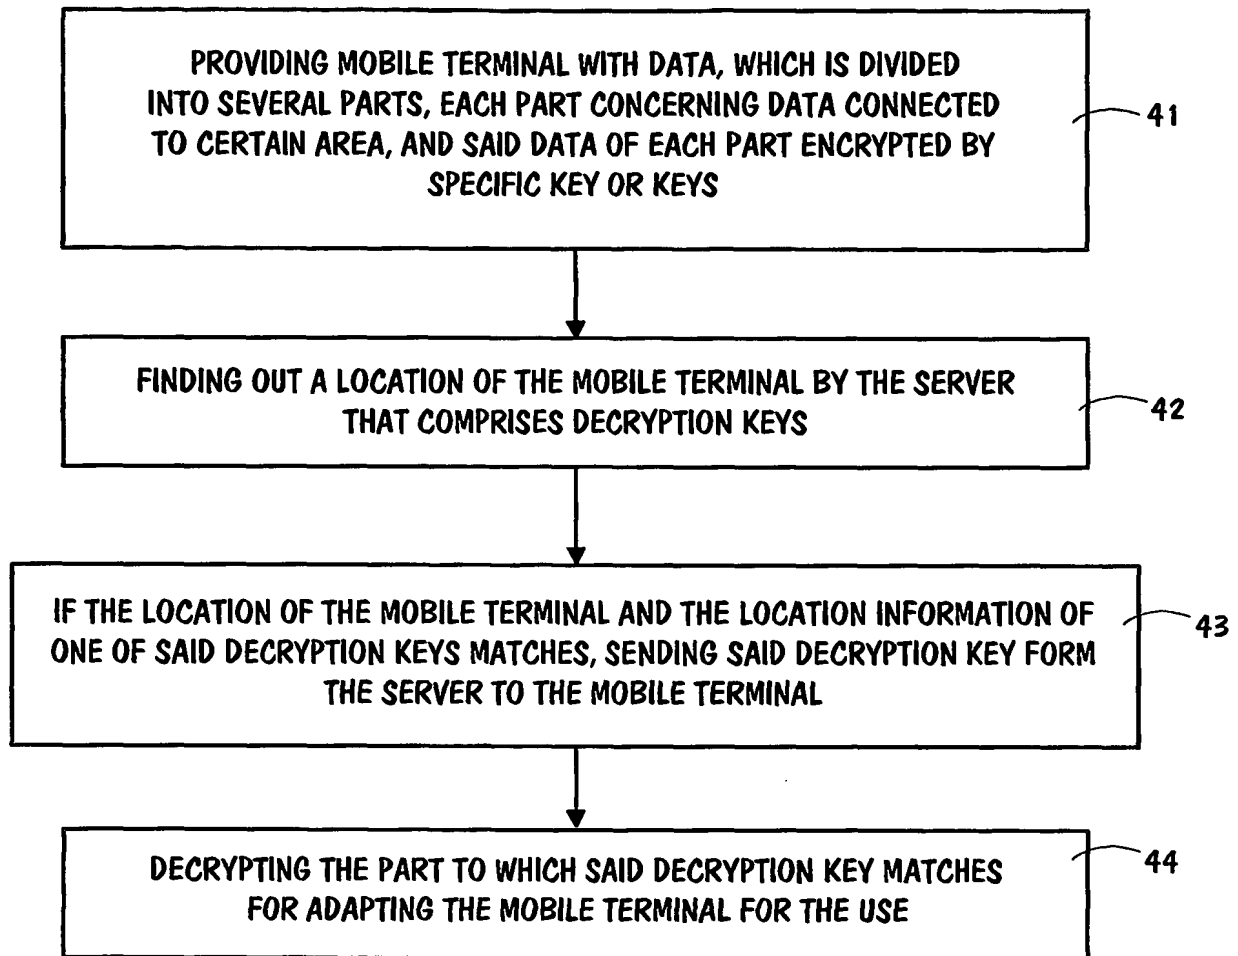 PROVIDING MOBILE TERMINAL WITH DATA, WHICH IS DIVIDED
INTO SEVERAL PARTS, EACH PART CONCERNING DATA CONNECTED
TO CERTAIN AREA, AND SAID DATA OF EACH PART ENCRYPTED BY
SPECIFIC KEY OR KEYS
41
FINDING OUT A LOCATION OF THE MOBILE TERMINAL BY THE SERVER
THAT COMPRISES DECRYPTION KEYS
42
IF THE LOCATION OF THE MOBILE TERMINAL AND THE LOCATION INFORMATION OF
ONE OF SAID DECRYPTION KEYS MATCHES, SENDING SAID DECRYPTION KEY FORM
THE SERVER TO THE MOBILE TERMINAL
43
DECRYPTING THE PART TO WHICH SAID DECRYPTION KEY MATCHES
FOR ADAPTING THE MOBILE TERMINAL FOR THE USE
44